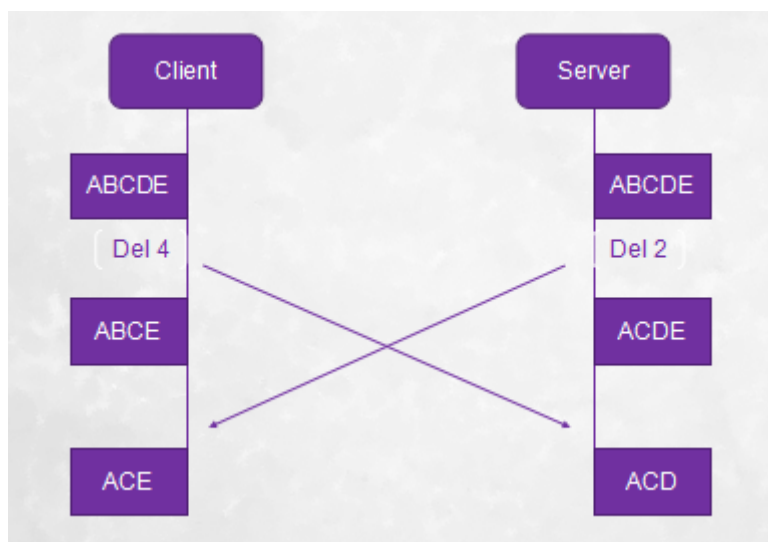 Client
Server
ABCDE
ABCDE
Del 4
Del 2
ABCE
ACDE
ACE
ACD